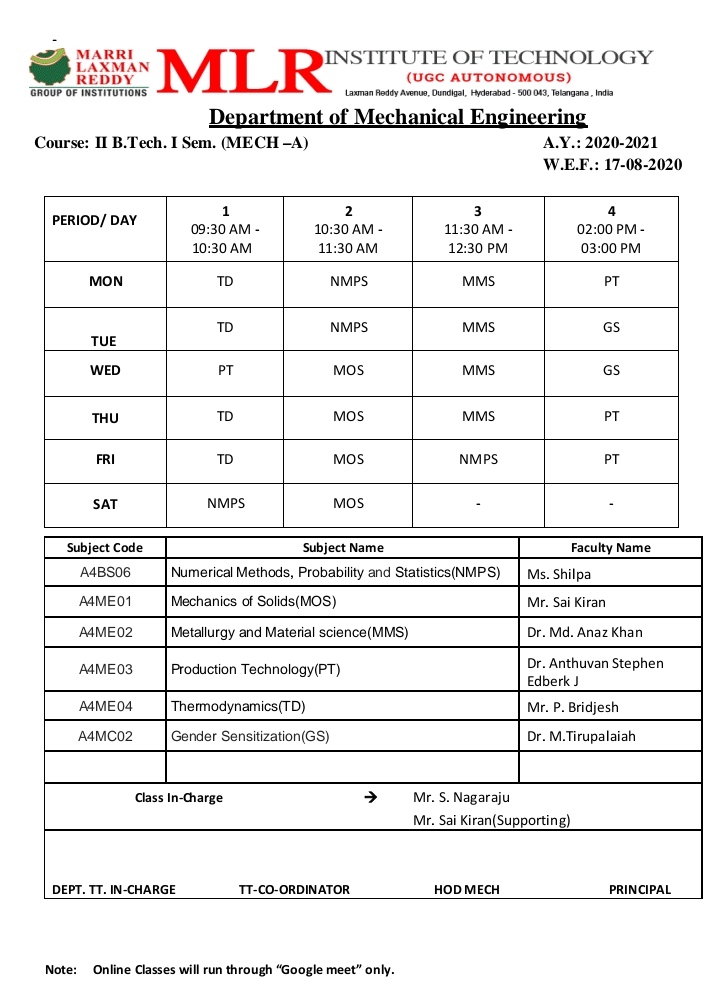 -
MARRI
LAXMAN
REDDY
GROUP OF INSTITUTIONS
MLR INSTITUTE OF TECHNOLOGY
(UGC AUTONOMOUS)
Laxman Reddy Avenue, Dundigal, Hyderabad - 500 043, Telangana , India
Department of Mechanical Engineering
Course: II B.Tech. I Sem. (MECH –A) A.Y.: 2020-2021
W.E.F.: 17-08-2020
PERIOD/ DAY 1 2 3 4
09:30 AM - 10:30 AM - 11:30 AM - 02:00 PM -
10:30 AM 11:30 AM 12:30 PM 03:00 PM
MON TD NMPS MMS PT
TUE TD NMPS MMS GS
WED PT MOS MMS GS
THU TD MOS MMS PT
FRI TD MOS NMPS PT
SAT NMPS MOS - -
Subject Code Subject Name Faculty Name
A4BS06 Numerical Methods, Probability and Statistics(NMPS) Ms. Shilpa
A4ME01 Mechanics of Solids(MOS) Mr. Sai Kiran
A4ME02 Metallurgy and Material science(MMS) Dr. Md. Anaz Khan
A4ME03 Production Technology(PT) Dr. Anthuvan Stephen
Edberk J
A4ME04 Thermodynamics(TD) Mr. P. Bridjesh
A4MC02 Gender Sensitization(GS) Dr. M.Tirupalaiah
Class In-Charge → Mr. S. Nagaraju
Mr. Sai Kiran(Supporting)
DEPT. TT. IN-CHARGE TT-CO-ORDINATOR HOD MECH PRINCIPAL
Note: Online Classes will run through “Google meet” only.